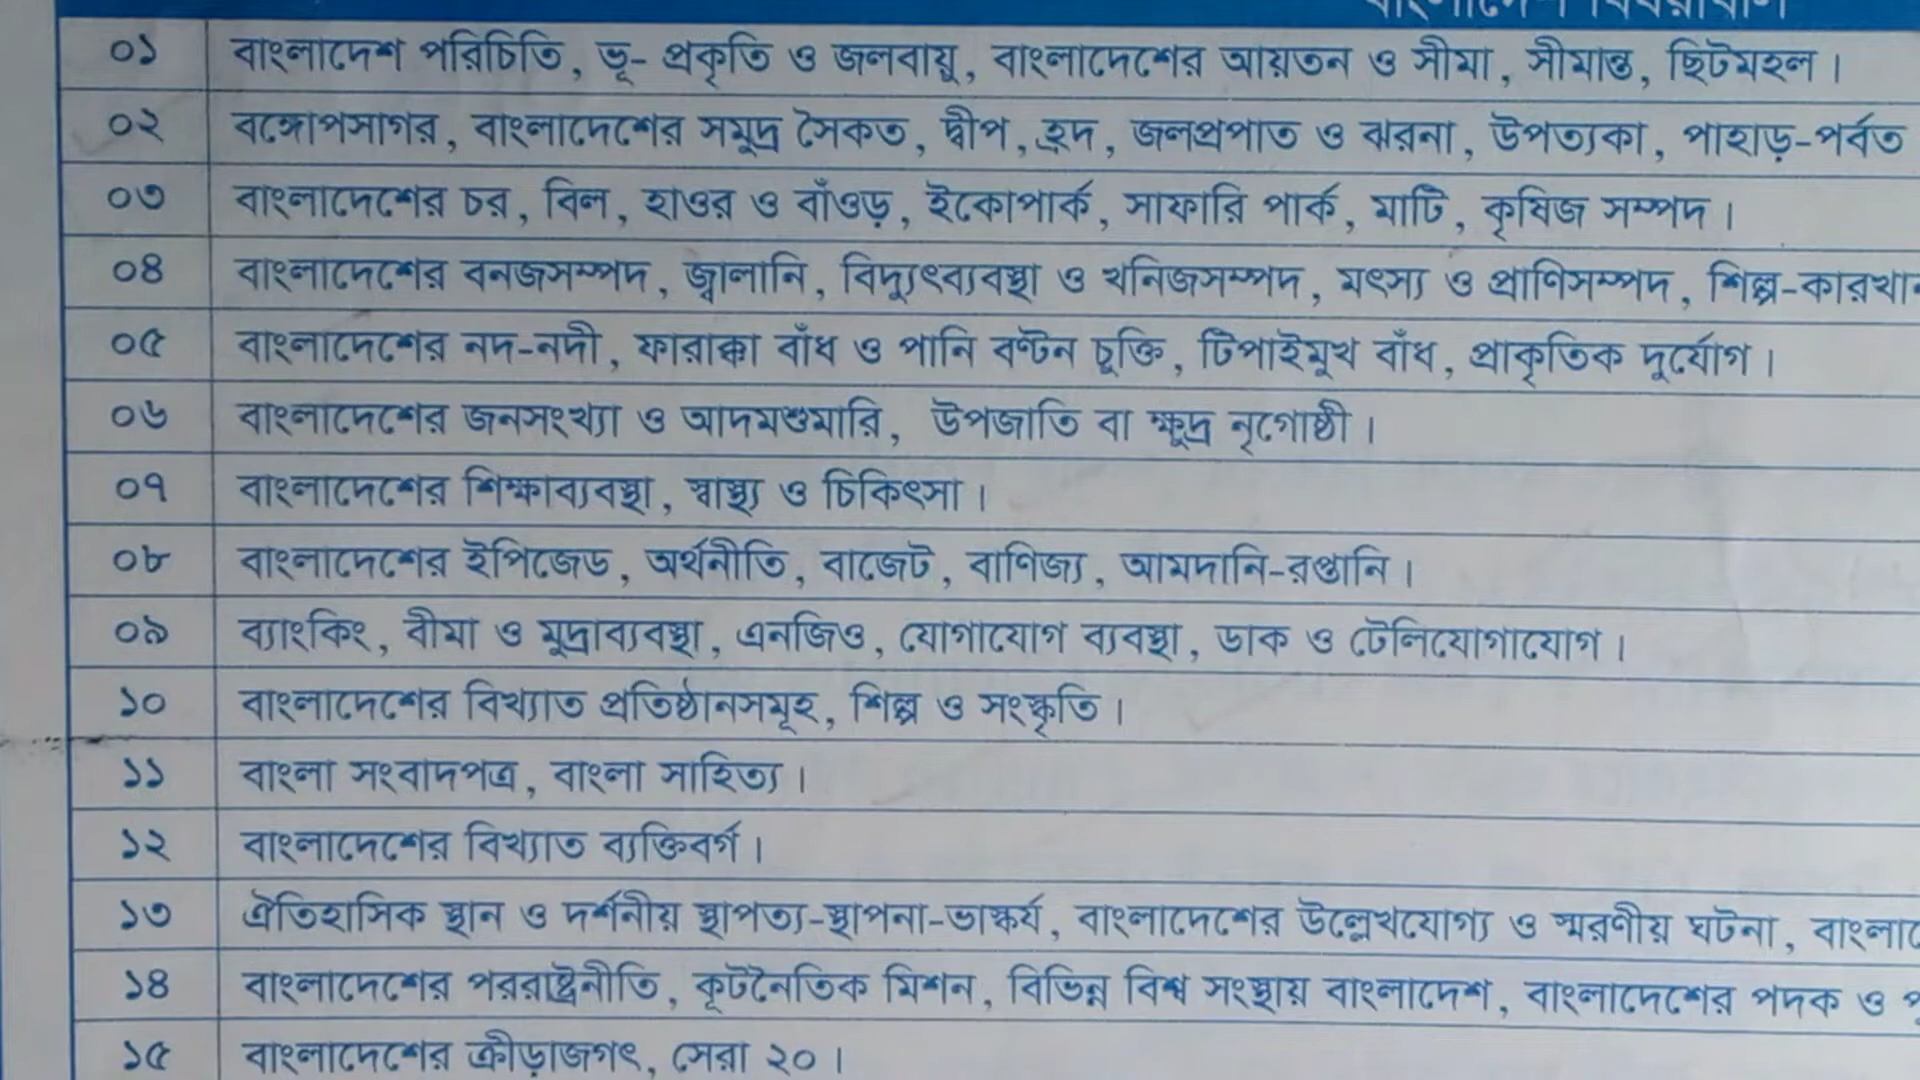 ০১ বাংলাদেশ পরিচিতি, ভূ- প্রকৃতি ও জলবায়ু, বাংলাদেশের আয়তন ও সীমা, সীমান্ত, ছিটমহল।
০২ বঙ্গোপসাগর, বাংলাদেশের সমুদ্র সৈকত, দ্বীপ, হ্রদ, জলপ্রপাত ও ঝরনা, উপত্যকা, পাহাড়-পর্বত
০৩ বাংলাদেশের চর, বিল, হাওর ও বাঁওড়, ইকোপার্ক, সাফারি পার্ক, মাটি, কৃষিজ সম্পদ।
০৪ বাংলাদেশের বনজসম্পদ, জ্বালানি, বিদ্যুৎব্যবস্থা ও খনিজসম্পদ, মৎস্য ও প্রাণিসম্পদ, শিল্প-কারখান
০৫ বাংলাদেশের নদ-নদী, ফারাক্কা বাঁধ ও পানি বণ্টন চুক্তি, টিপাইমুখ বাঁধ, প্রাকৃতিক দুর্যোগ।
০৬ বাংলাদেশের জনসংখ্যা ও আদমশুমারি, উপজাতি বা ক্ষুদ্র নৃগোষ্ঠী।
০৭ বাংলাদেশের শিক্ষাব্যবস্থা, স্বাস্থ্য ও চিকিৎসা।
০৮ বাংলাদেশের ইপিজেড, অর্থনীতি, বাজেট, বাণিজ্য, আমদানি-রপ্তানি।
০৯ ব্যাংকিং, বীমা ও মুদ্রাব্যবস্থা, এনজিও, যোগাযোগ ব্যবস্থা, ডাক ও টেলিযোগাযোগ।
১০ বাংলাদেশের বিখ্যাত প্রতিষ্ঠানসমূহ, শিল্প ও সংস্কৃতি।
১১ বাংলা সংবাদপত্র, বাংলা সাহিত্য।
১২ বাংলাদেশের বিখ্যাত ব্যক্তিবর্গ।
১৩ ঐতিহাসিক স্থান ও দর্শনীয় স্থাপত্য-স্থাপনা-ভাস্কর্য, বাংলাদেশের উল্লেখযোগ্য ও স্মরণীয় ঘটনা,
১৪ বাংলাদেশের পররাষ্ট্রনীতি, কূটনৈতিক মিশন, বিভিন্ন বিশ্ব সংস্থায় বাংলাদেশ, বাংলাদেশের পদক ও
১৫ বাংলাদেশের ক্রীড়াজগৎ, সেরা ২০।